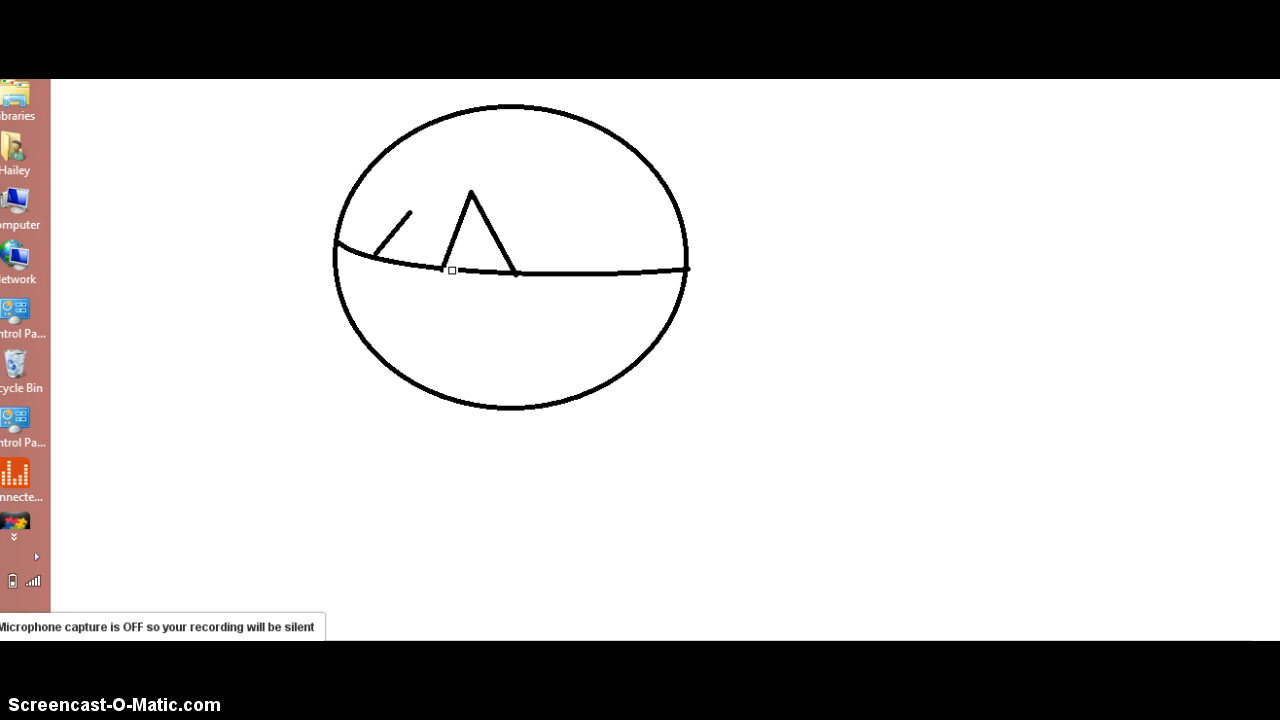 ibraries
Hailey
omputer
etwork
ntrol Pa...
cycle Bin
ntrol Pa...
nnecte...
Microphone capture is OFF so your recording will be silent
Screencast-O-Matic.com